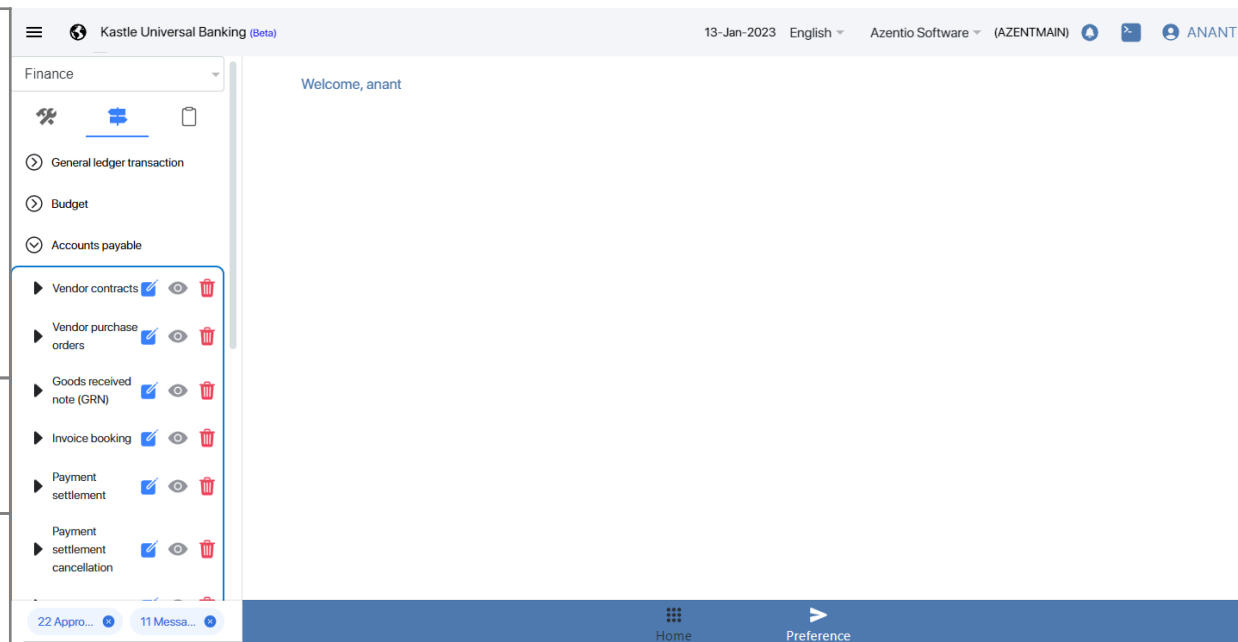 Kastle Universal Banking (Beta)
13-Jan-2023 English Azentio Software (AZENTMAIN) ANANT
Finance
Welcome, anant
General ledger transaction
Budget
Accounts payable
Vendor contracts
Vendor purchase
orders
Goods received
note (GRN)
Invoice booking
Payment
settlement
Payment
settlement
cancellation
22 Appro...
11 Messa...
Home
Preference